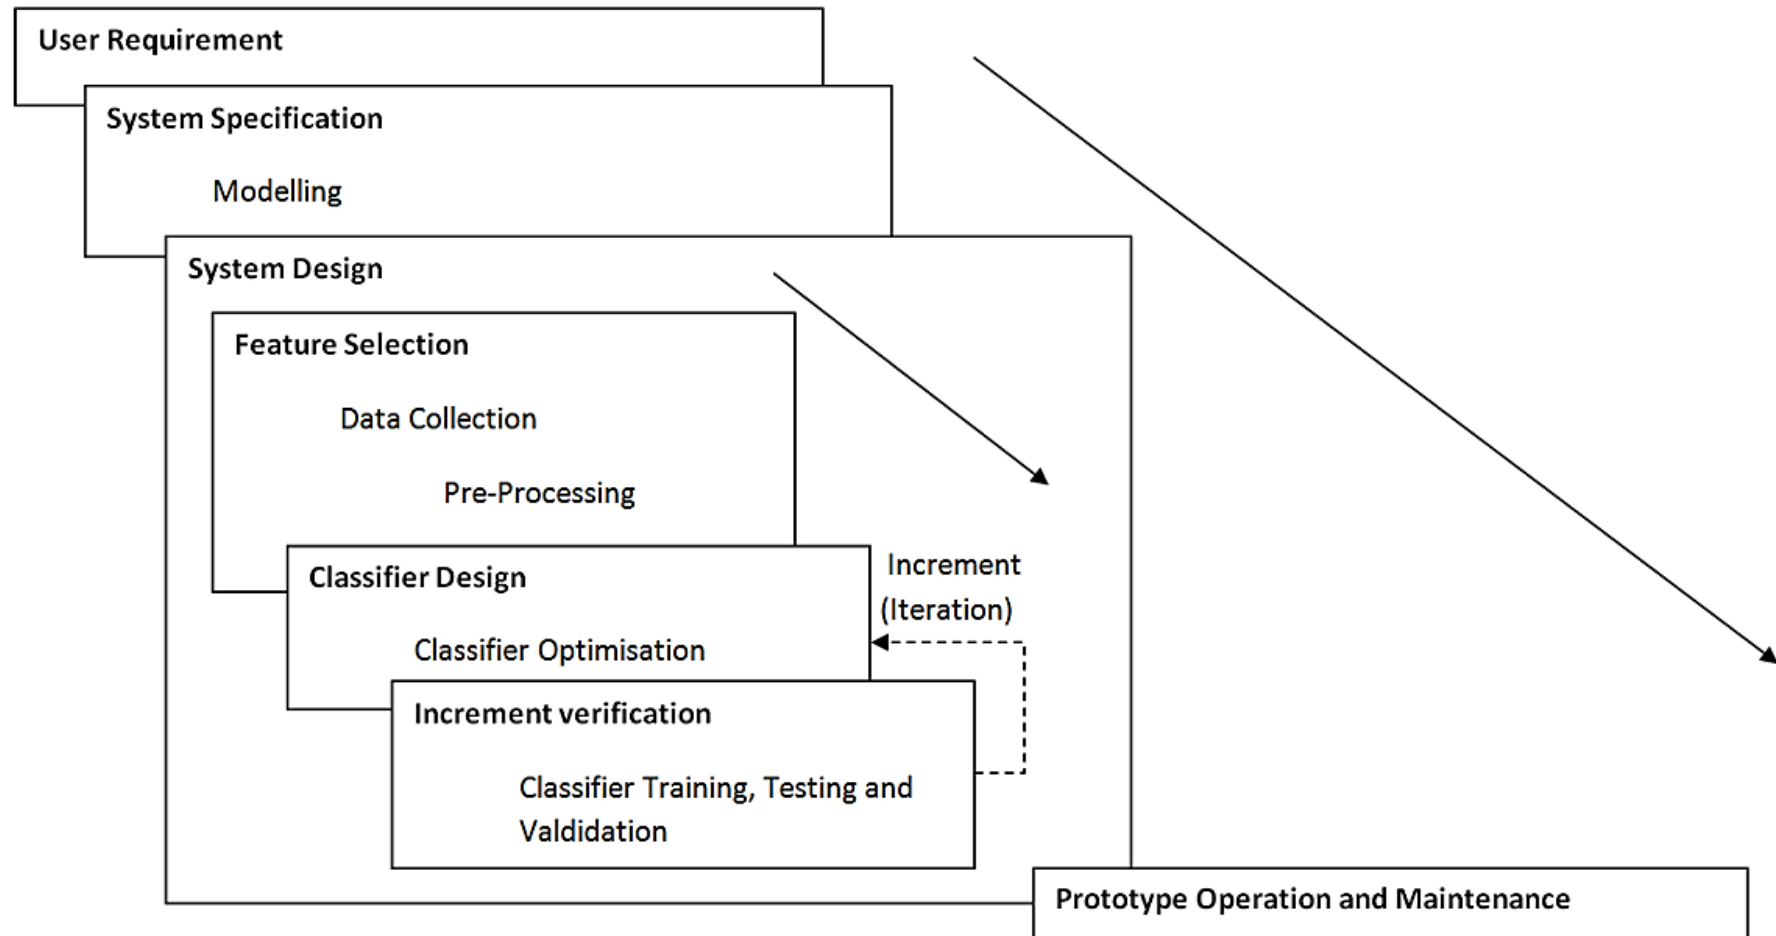 User Requirement
System Specification
Modelling
System Design
Feature Selection
Data Collection
Pre-Processing
Classifier Design
Increment
(Iteration)
Classifier Optimisation
Increment verification
Classifier Training, Testing and
Valdidation
Prototype Operation and Maintenance